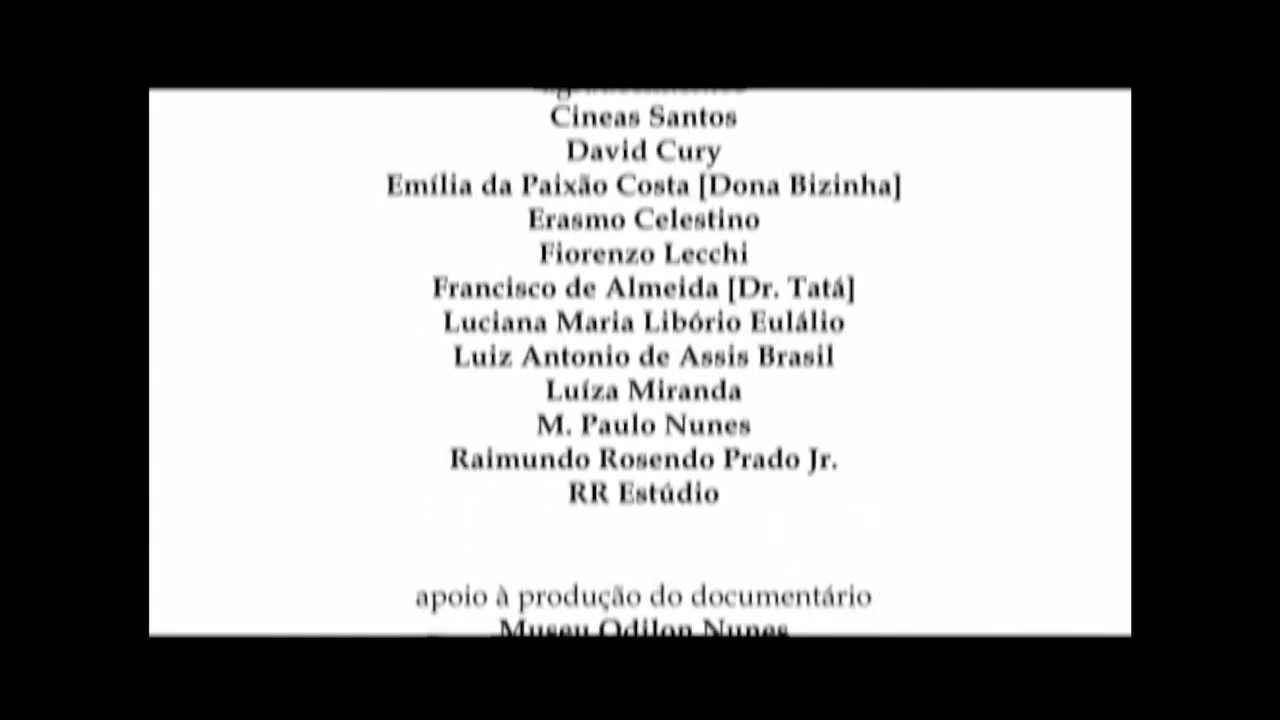 Cineas Santos
David Cury
Emília da Paixão Costa [Dona Bizinha]
Erasmo Celestino
Fiorenzo Lecchi
Francisco de Almeida [Dr. Tatá]
Luciana Maria Libório Eulálio
Luiz Antonio de Assis Brasil
Luíza Miranda
M. Paulo Nunes
Raimundo Rosendo Prado Jr.
RR Estúdio
apoio à produção do documentário
Museu Odilon Nunes